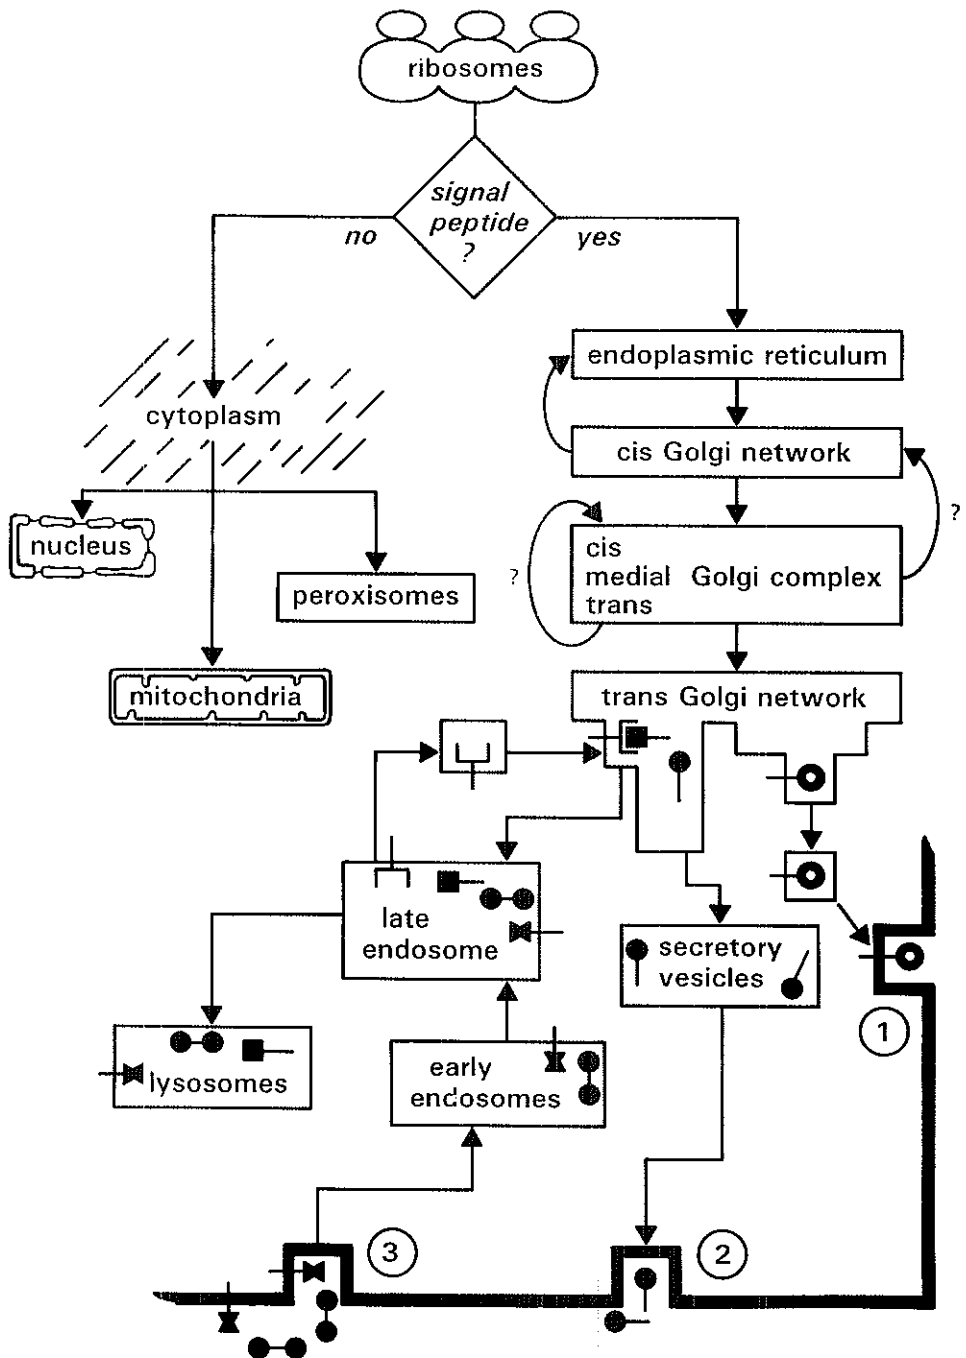 ribosomes
signal
peptide
?
no
yes
endoplasmic reticulum
cytoplasm
cis Golgi network
?
nucleus
?
cis
medial Golgi complex
trans
peroxisomes
mitochondria
trans Golgi network
late
endosome
secretory
vesicles
1
lysosomes
early
endosomes
3
2